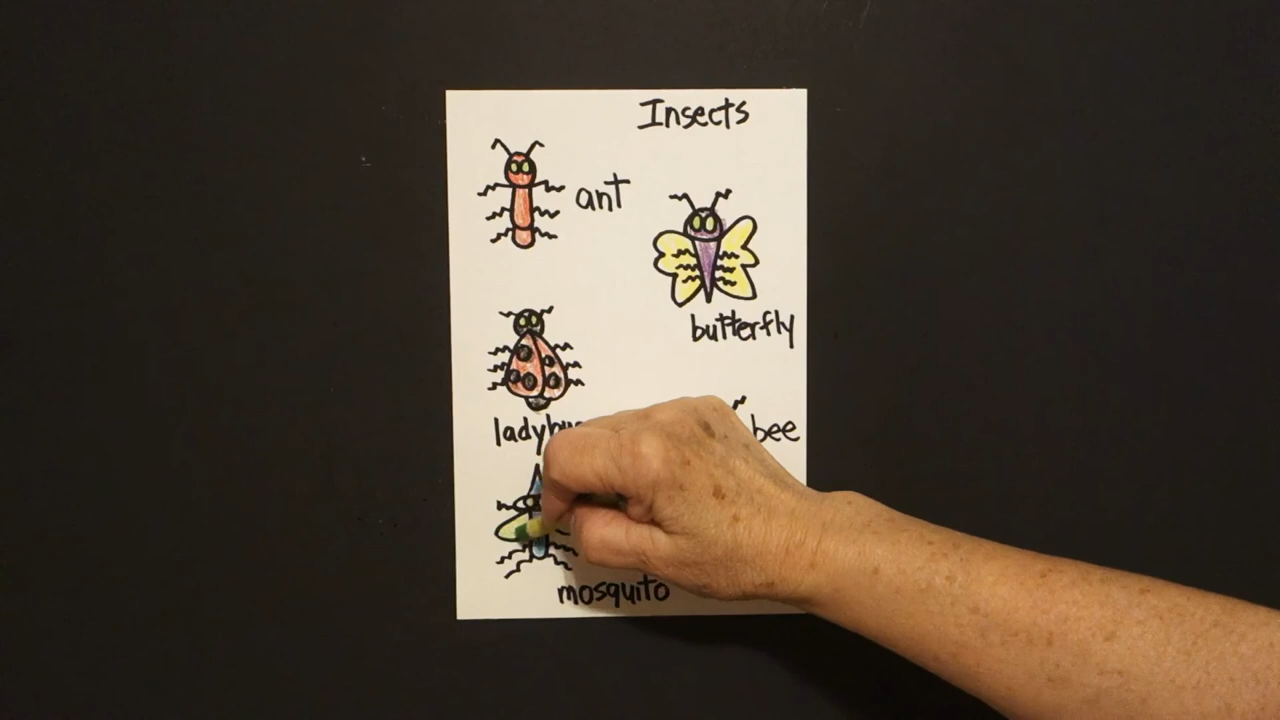 Insects
ant
butterfly
bee
mosquito